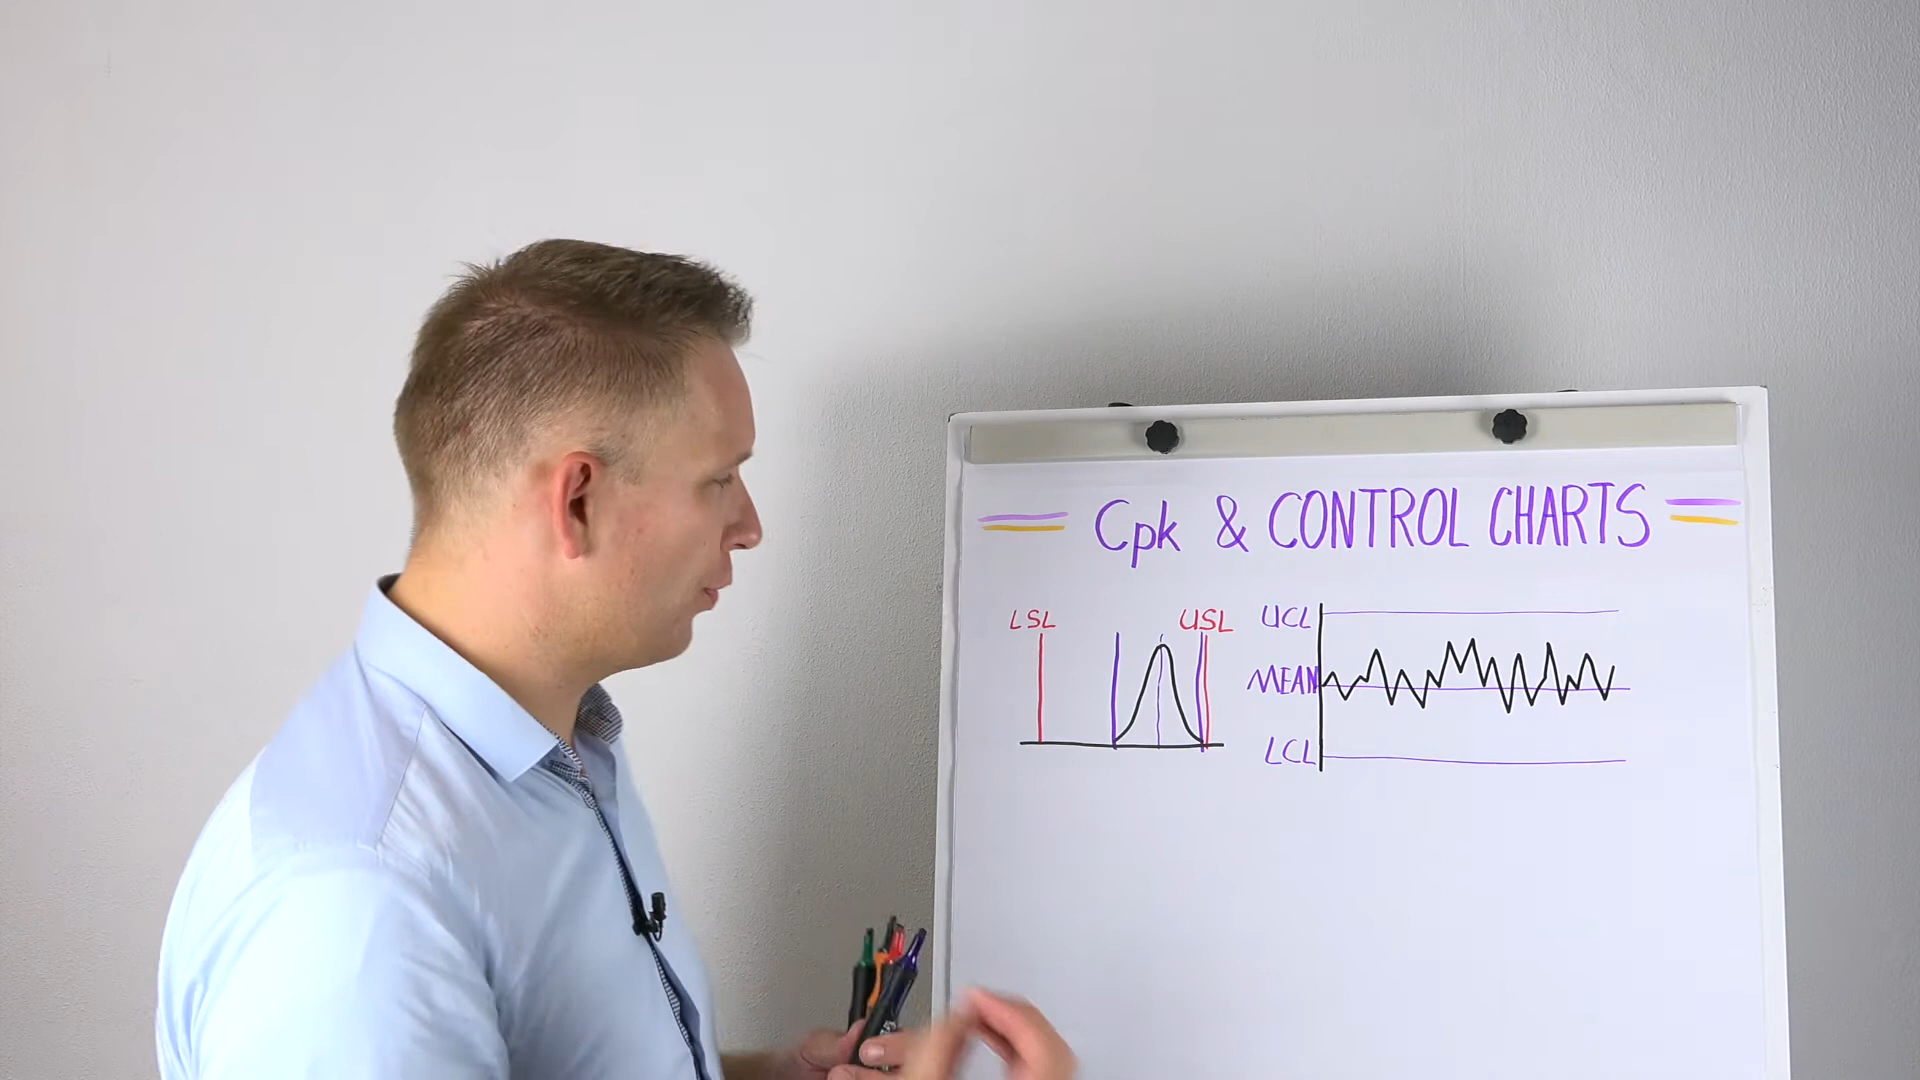 Cpk & CONTROL CHARTS
LSL USL
UCL
MEAN
LCL